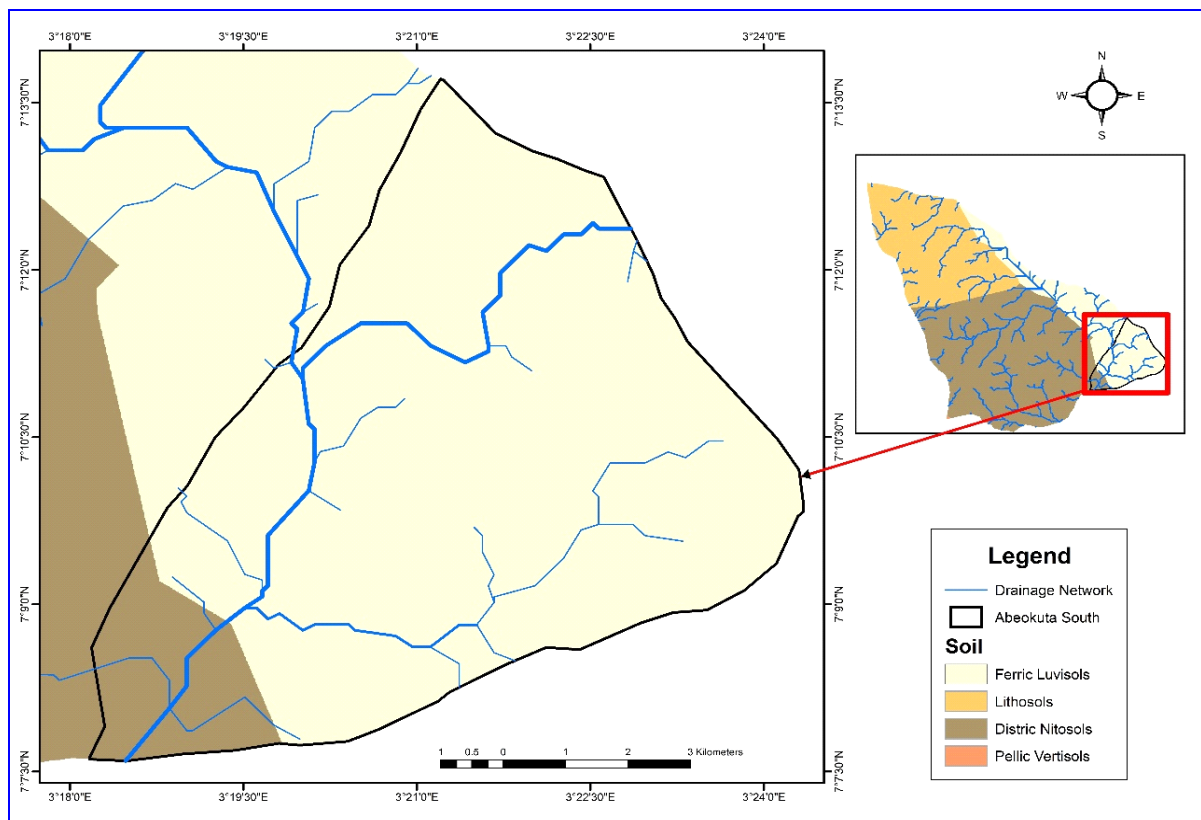 3°18'0"E 3°19'30"E 3°21'0"E 3°22'30"E 3°24'0"E
7°13'30"N 7°13'30"N
7°12'0"N 7°12'0"N
7°10'30"N 7°10'30"N
7°9'0"N 7°9'0"N
7°7'30"N 7°7'30"N
1 0.5 0 1 2 3 Kilometers
3°18'0"E 3°19'30"E 3°21'0"E 3°22'30"E 3°24'0"E
N
W E
S
Legend
Drainage Network
Abeokuta South
Soil
Ferric Luvisols
Lithosols
Distric Nitosols
Pellic Vertisols